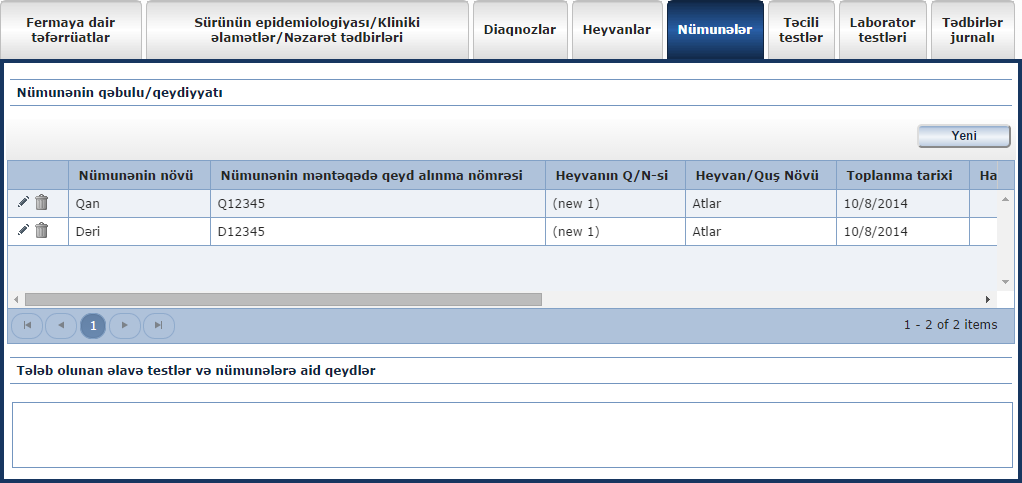 Fermaya dair təfərrüatlar
Sürünün epidemiologiyası/Kliniki əlamətlər/Nəzarət tədbirləri
Diaqnozlar
Heyvanlar
Nümunələr
Təcili testlər
Laborator testləri
Tədbirlər jurnalı
Nümunənin qəbulu/qeydiyyatı
Yeni
Nümunənin növü Nümunənin məntəqədə qeyd alınma nömrəsi Heyvanın Q/N-si Heyvan/Quş Növü Toplanma tarixi Ha
Qan Q12345 (new 1) Atlar 10/8/2014
Dəri D12345 (new 1) Atlar 10/8/2014
1
1 - 2 of 2 items
Tələb olunan əlavə testlər və nümunələrə aid qeydlər